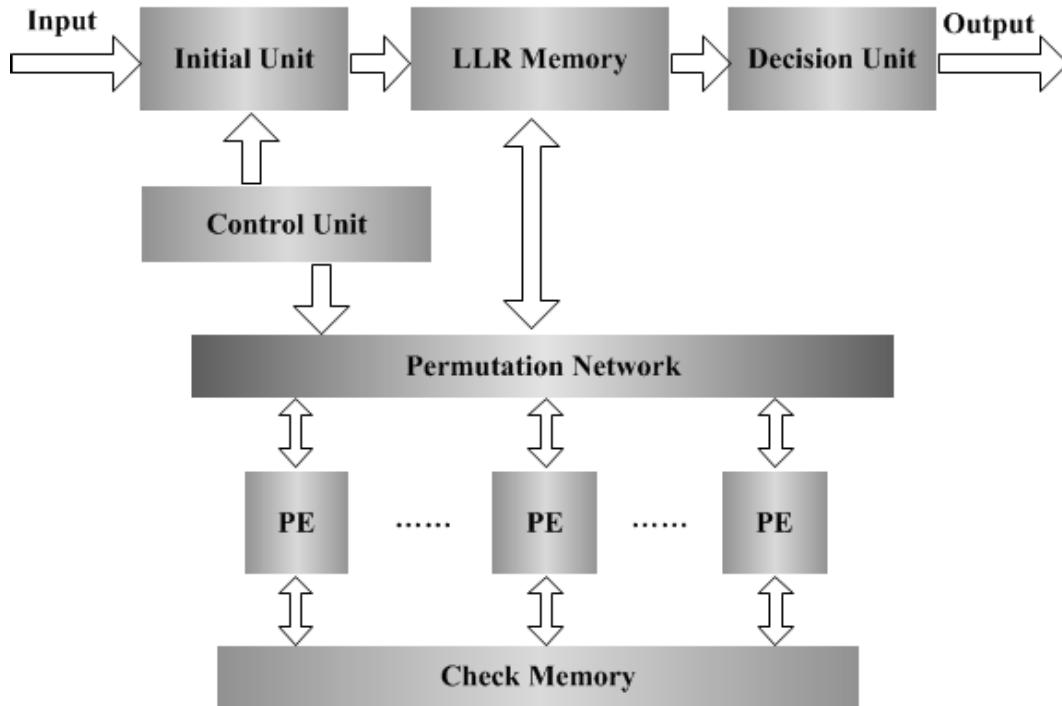 Input
Initial Unit
LLR Memory
Decision Unit
Output
Control Unit
Permutation Network
PE
......
PE
......
PE
Check Memory